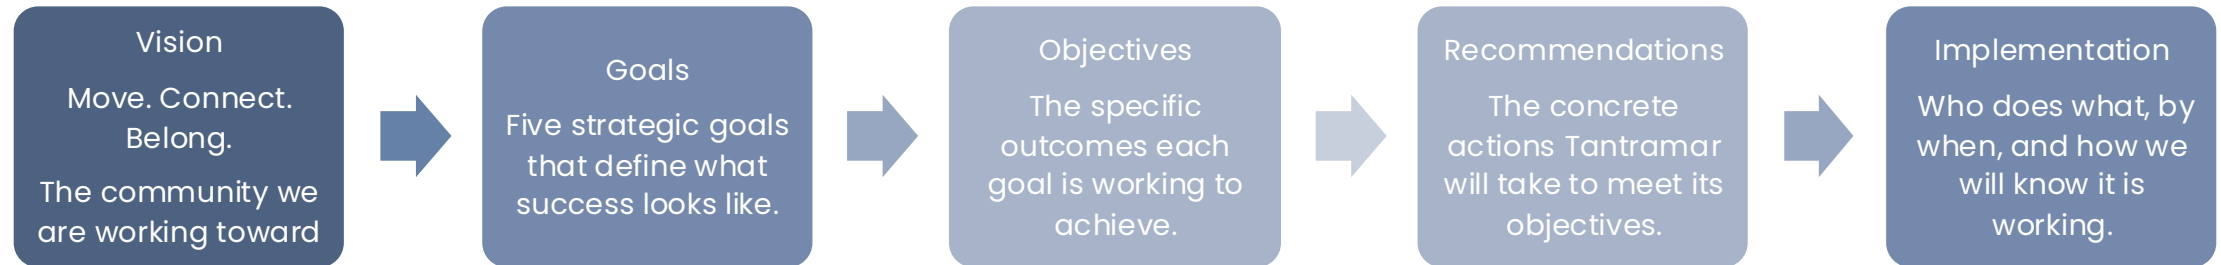 Vision
Move. Connect.
Belong.
The community we
are working toward
Goals
Five strategic goals
that define what
success looks like.
Objectives
The specific
outcomes each
goal is working to
achieve.
Recommendations
The concrete
actions Tantramar
will take to meet its
objectives.
Implementation
Who does what, by
when, and how we
will know it is
working.